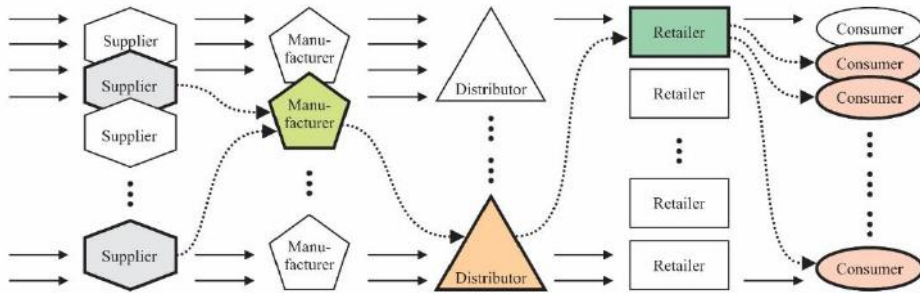 Supplier
Supplier
Supplier
Supplier
Manu-
facturer
Manu-
facturer
Manu-
facturer
Distributor
Distributor
Retailer
Retailer
Retailer
Retailer
Consumer
Consumer
Consumer
Consumer